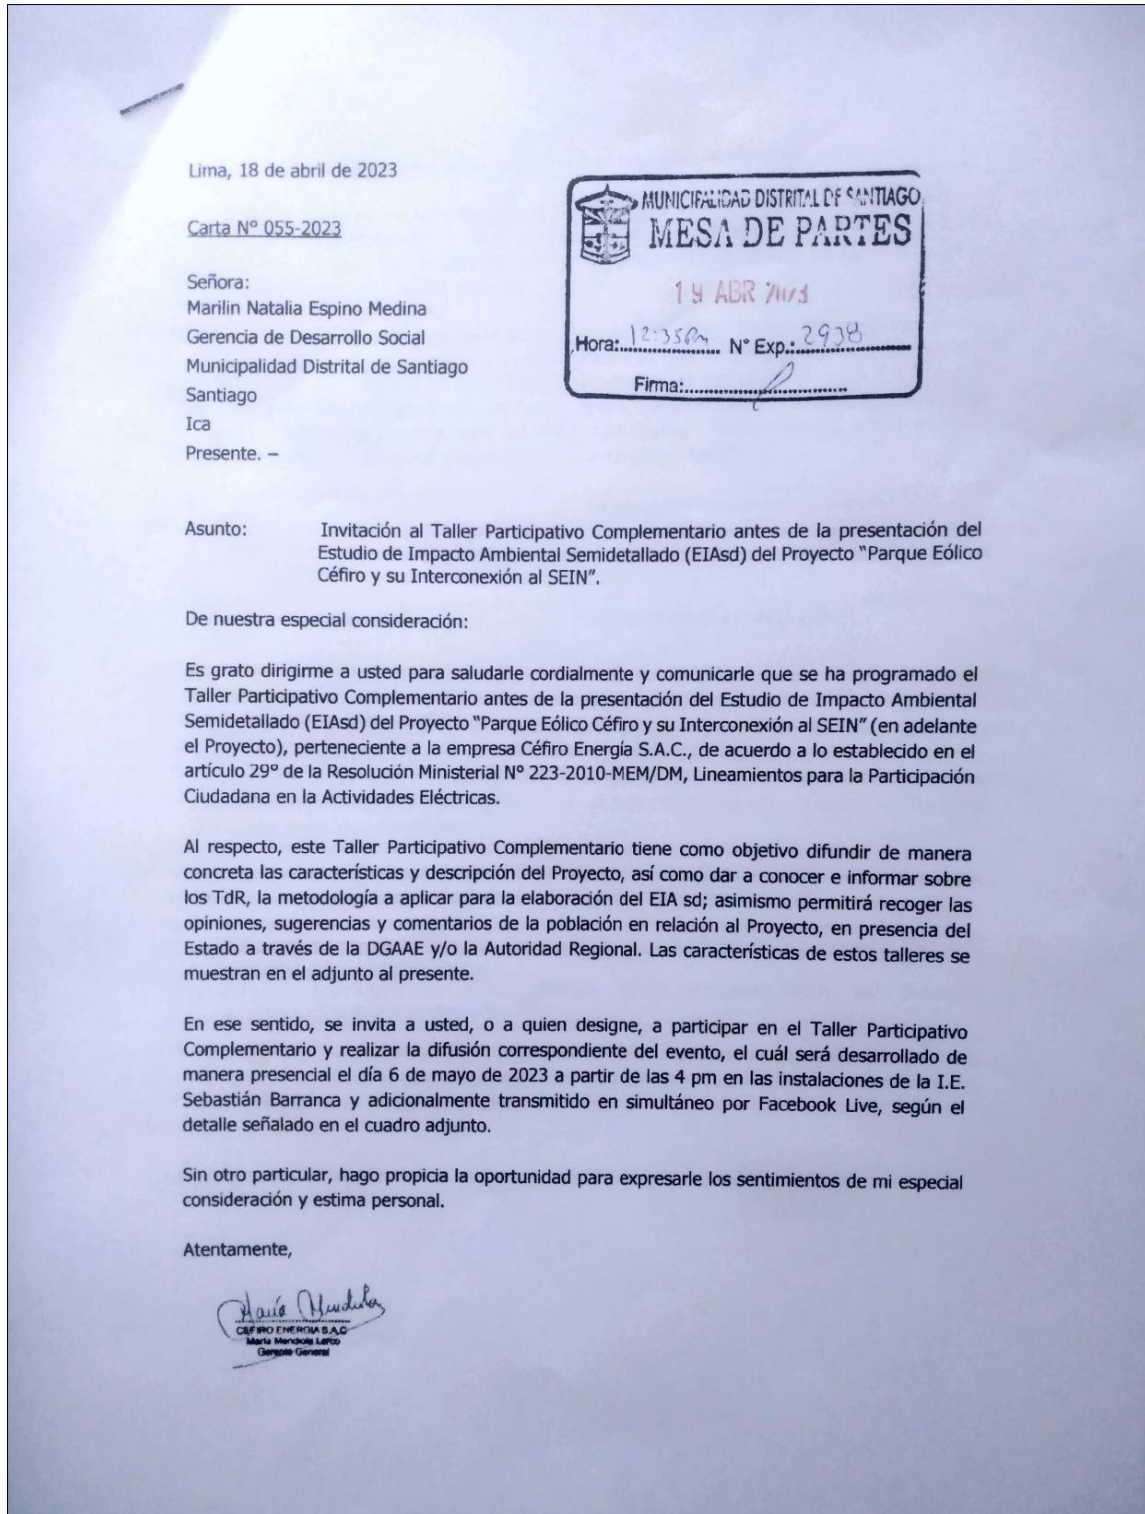 Lima, 18 de abril de 2023
Carta Nº 055-2023
MUNICIPALIDAD DISTRITAL DE SANTIAGO
MESA DE PARTES
19 ABR
Hora: 12:35Pm N° Exp.: 2938
Firma:
Señora:
Marilin Natalia Espino Medina
Gerencia de Desarrollo Social
Municipalidad Distrital de Santiago
Santiago
Ica
Presente. –
Asunto: Invitación al Taller Participativo Complementario antes de la presentación del
Estudio de Impacto Ambiental Semidetallado (EIAsd) del Proyecto "Parque Eólico
Céfiro y su Interconexión al SEIN".
De nuestra especial consideración:
Es grato dirigirme a usted para saludarle cordialmente y comunicarle que se ha programado el
Taller Participativo Complementario antes de la presentación del Estudio de Impacto Ambiental
Semidetallado (EIAsd) del Proyecto "Parque Eólico Céfiro y su Interconexión al SEIN" (en adelante
el Proyecto), perteneciente a la empresa Céfiro Energía S.A.C., de acuerdo a lo establecido en el
artículo 29º de la Resolución Ministerial Nº 223-2010-MEM/DM, Lineamientos para la Participación
Ciudadana en la Actividades Eléctricas.
Al respecto, este Taller Participativo Complementario tiene como objetivo difundir de manera
concreta las características y descripción del Proyecto, así como dar a conocer e informar sobre
los TdR, la metodología a aplicar para la elaboración del EIA sd; asimismo permitirá recoger las
opiniones, sugerencias y comentarios de la población en relación al Proyecto, en presencia del
Estado a través de la DGAAE y/o la Autoridad Regional. Las características de estos talleres se
muestran en el adjunto al presente.
En ese sentido, se invita a usted, o a quien designe, a participar en el Taller Participativo
Complementario y realizar la difusión correspondiente del evento, el cuál será desarrollado de
manera presencial el día 6 de mayo de 2023 a partir de las 4 pm en las instalaciones de la I.E.
Sebastián Barranca y adicionalmente transmitido en simultáneo por Facebook Live, según el
detalle señalado en el cuadro adjunto.
Sin otro particular, hago propicia la oportunidad para expresarle los sentimientos de mi especial
consideración y estima personal.
Atentamente,
María Mendiola
CEFIRO ENERGIA S.A.C
María Mendiola Larco
Gerente General